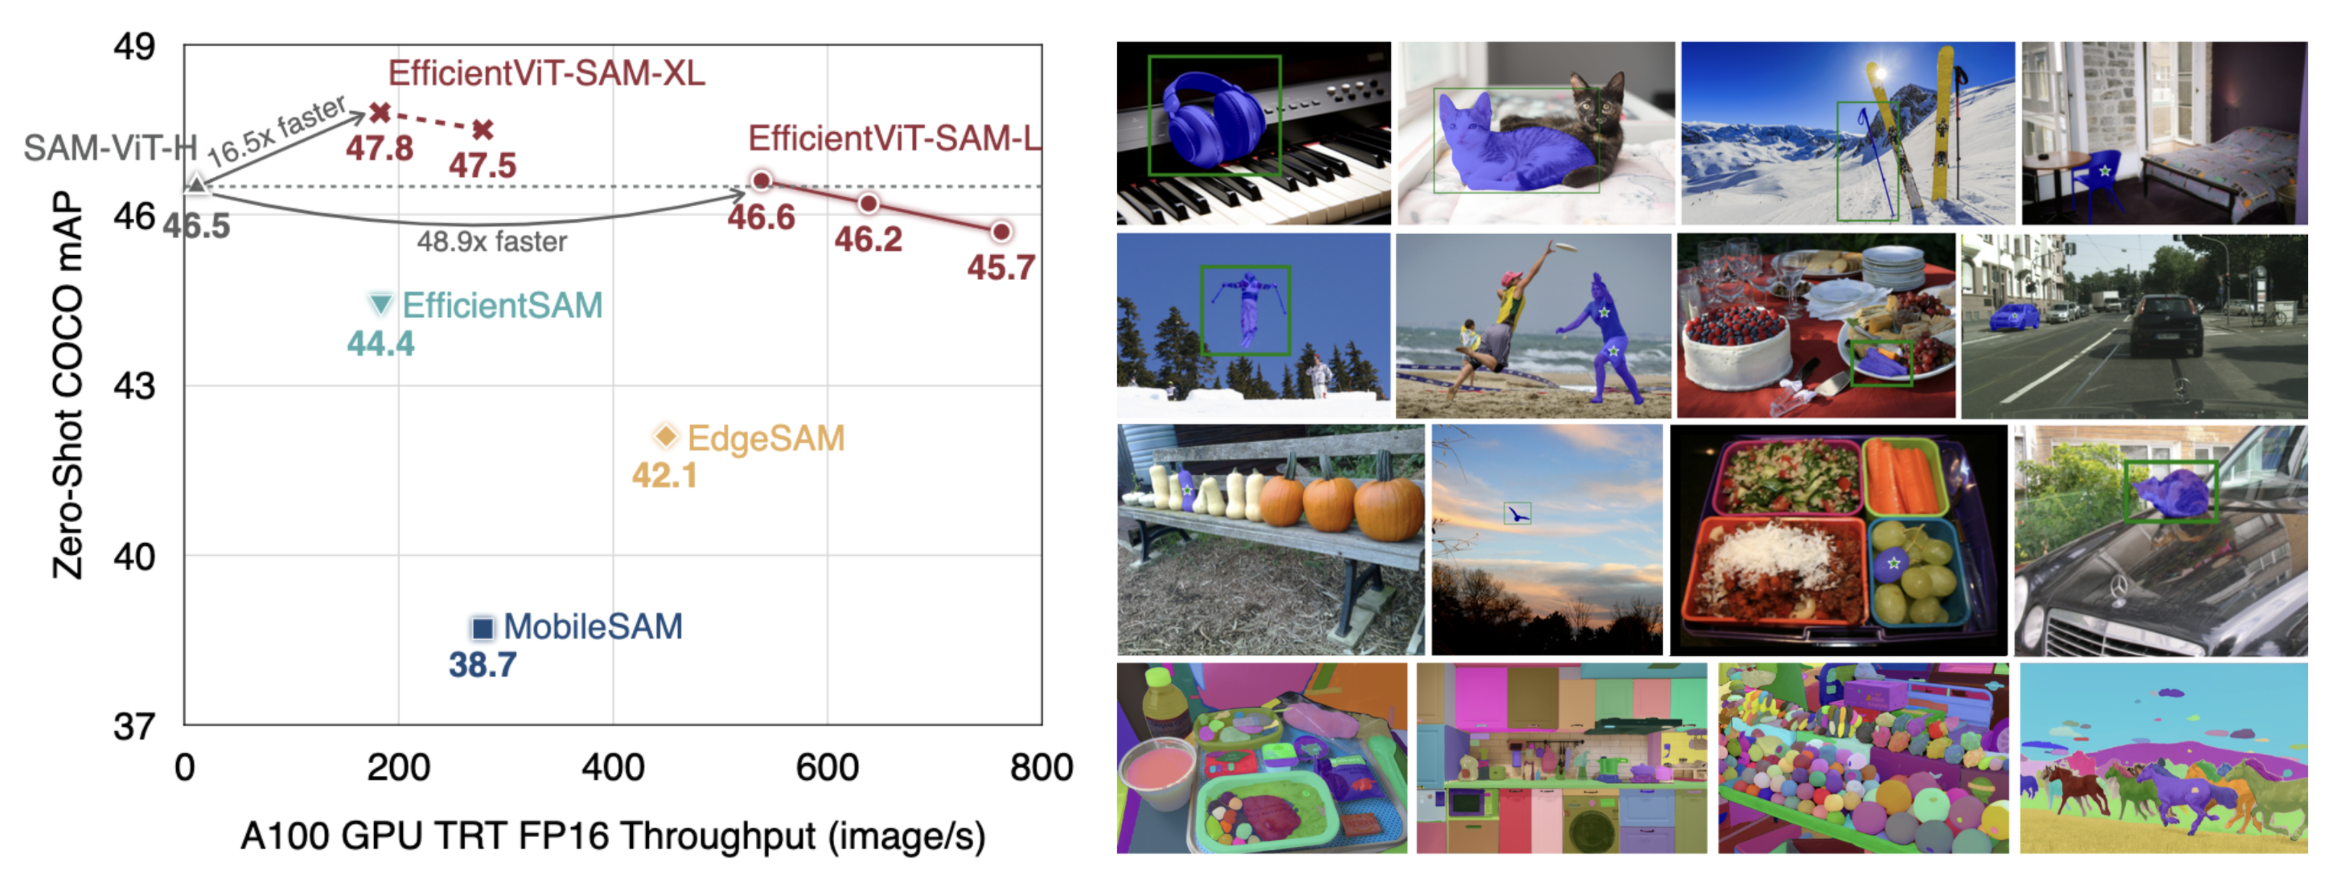 49
46
43
40
37
Zero-Shot COCO mAP
EfficientViT-SAM-XL
16.5x faster
47.8
47.5
SAM-ViT-H
46.5
EfficientViT-SAM-L
46.6
46.2
45.7
48.9x faster
EfficientSAM
44.4
EdgeSAM
42.1
MobileSAM
38.7
0
200
400
600
800
A100 GPU TRT FP16 Throughput (image/s)